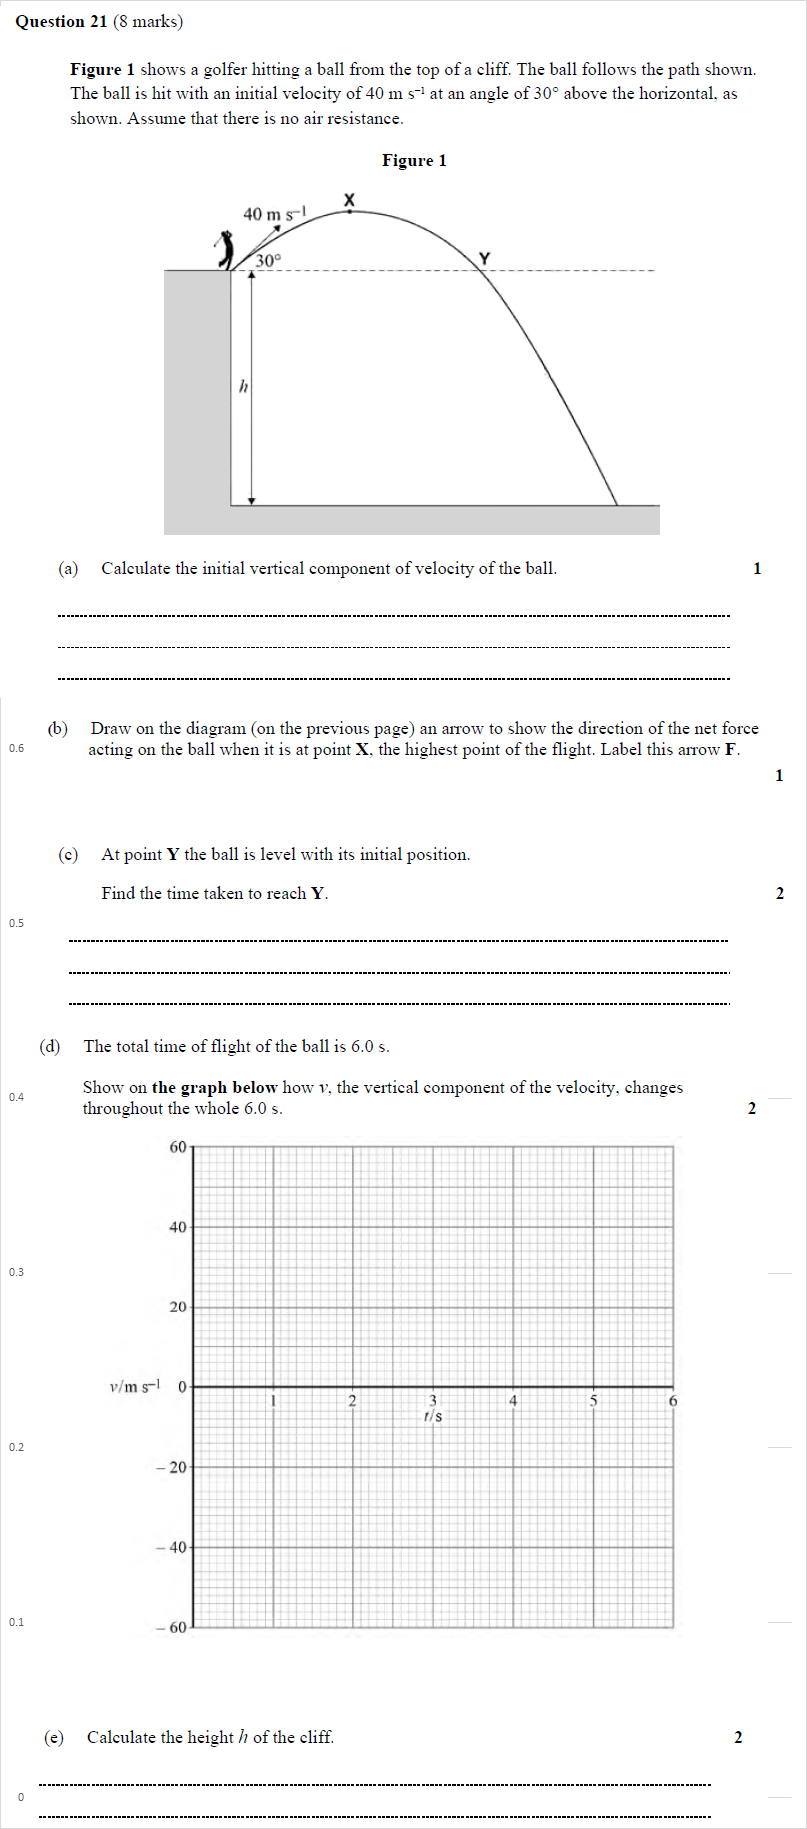 Question 21 (8 marks)
Figure 1 shows a golfer hitting a ball from the top of a cliff. The ball follows the path shown.
The ball is hit with an initial velocity of 40 m s⁻¹ at an angle of 30° above the horizontal, as
shown. Assume that there is no air resistance.
Figure 1
X
40 m s⁻¹
30°
Y
h
(a) Calculate the initial vertical component of velocity of the ball. 1
(b) Draw on the diagram (on the previous page) an arrow to show the direction of the net force
0.6 acting on the ball when it is at point X, the highest point of the flight. Label this arrow F.
1
(c) At point Y the ball is level with its initial position.
Find the time taken to reach Y. 2
0.5
(d) The total time of flight of the ball is 6.0 s.
Show on the graph below how v, the vertical component of the velocity, changes
0.4
throughout the whole 6.0 s. 2
60
40
0.3
20
v/m s⁻¹ 0
1 2 3 4 5 6
t/s
0.2
– 20
– 40
0.1
– 60
(e) Calculate the height h of the cliff. 2
0